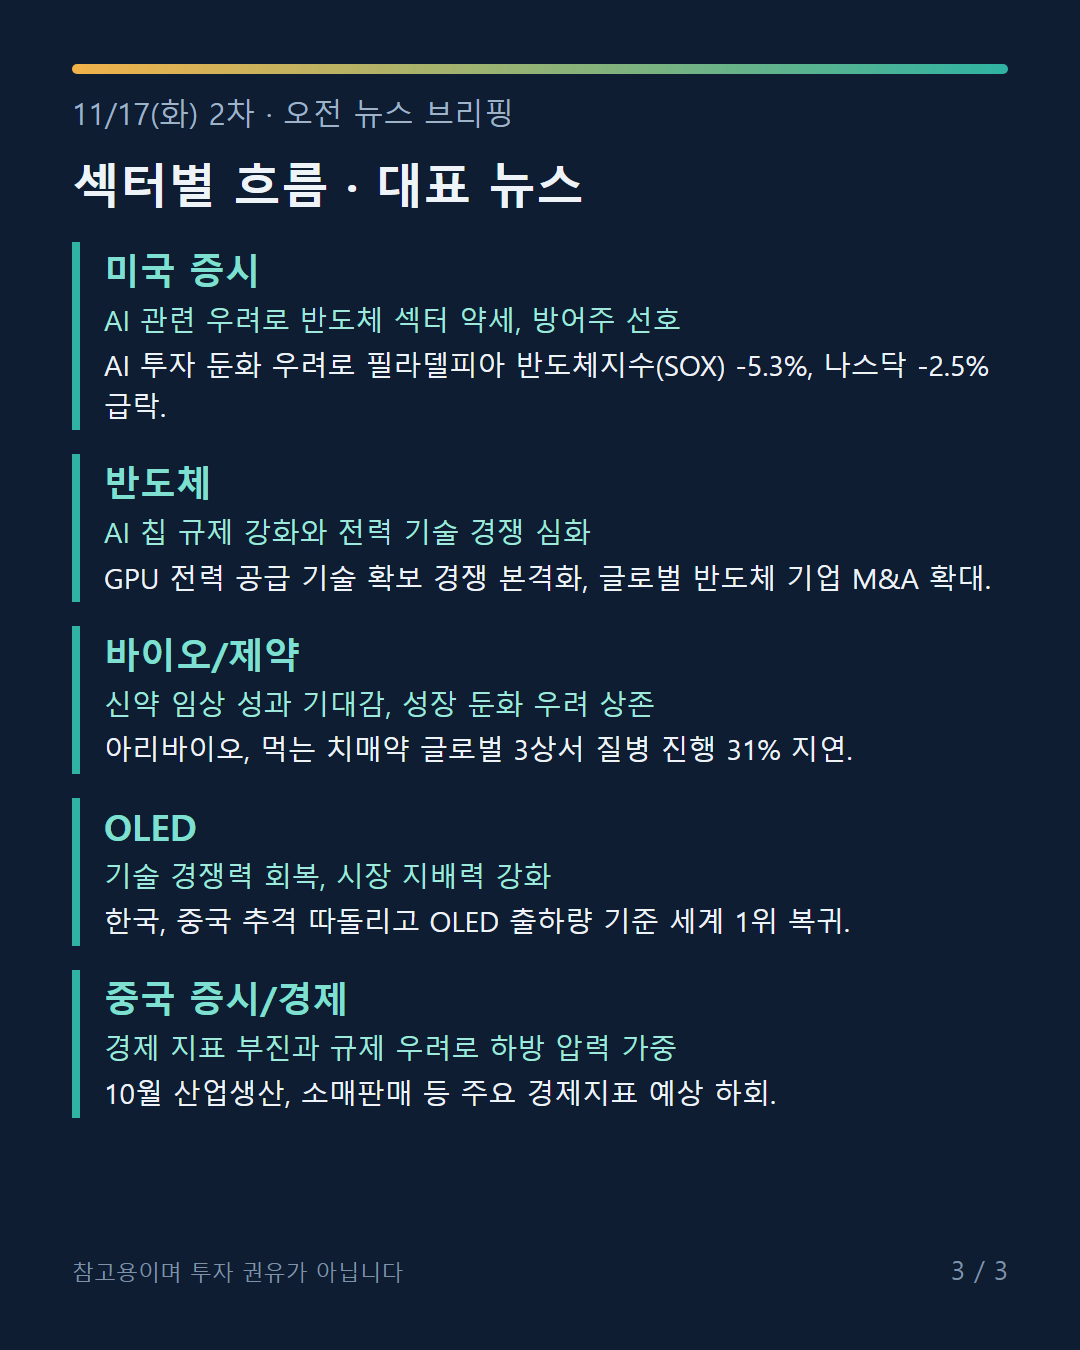 11/17(화) 2차 · 오전 뉴스 브리핑
섹터별 흐름 · 대표 뉴스
미국 증시
AI 관련 우려로 반도체 섹터 약세, 방어주 선호
AI 투자 둔화 우려로 필라델피아 반도체지수(SOX) -5.3%, 나스닥 -2.5%
급락.
반도체
AI 칩 규제 강화와 전력 기술 경쟁 심화
GPU 전력 공급 기술 확보 경쟁 본격화, 글로벌 반도체 기업 M&A 확대.
바이오/제약
신약 임상 성과 기대감, 성장 둔화 우려 상존
아리바이오, 먹는 치매약 글로벌 3상서 질병 진행 31% 지연.
OLED
기술 경쟁력 회복, 시장 지배력 강화
한국, 중국 추격 따돌리고 OLED 출하량 기준 세계 1위 복귀.
중국 증시/경제
경제 지표 부진과 규제 우려로 하방 압력 가중
10월 산업생산, 소매판매 등 주요 경제지표 예상 하회.
참고용이며 투자 권유가 아닙니다
3 / 3